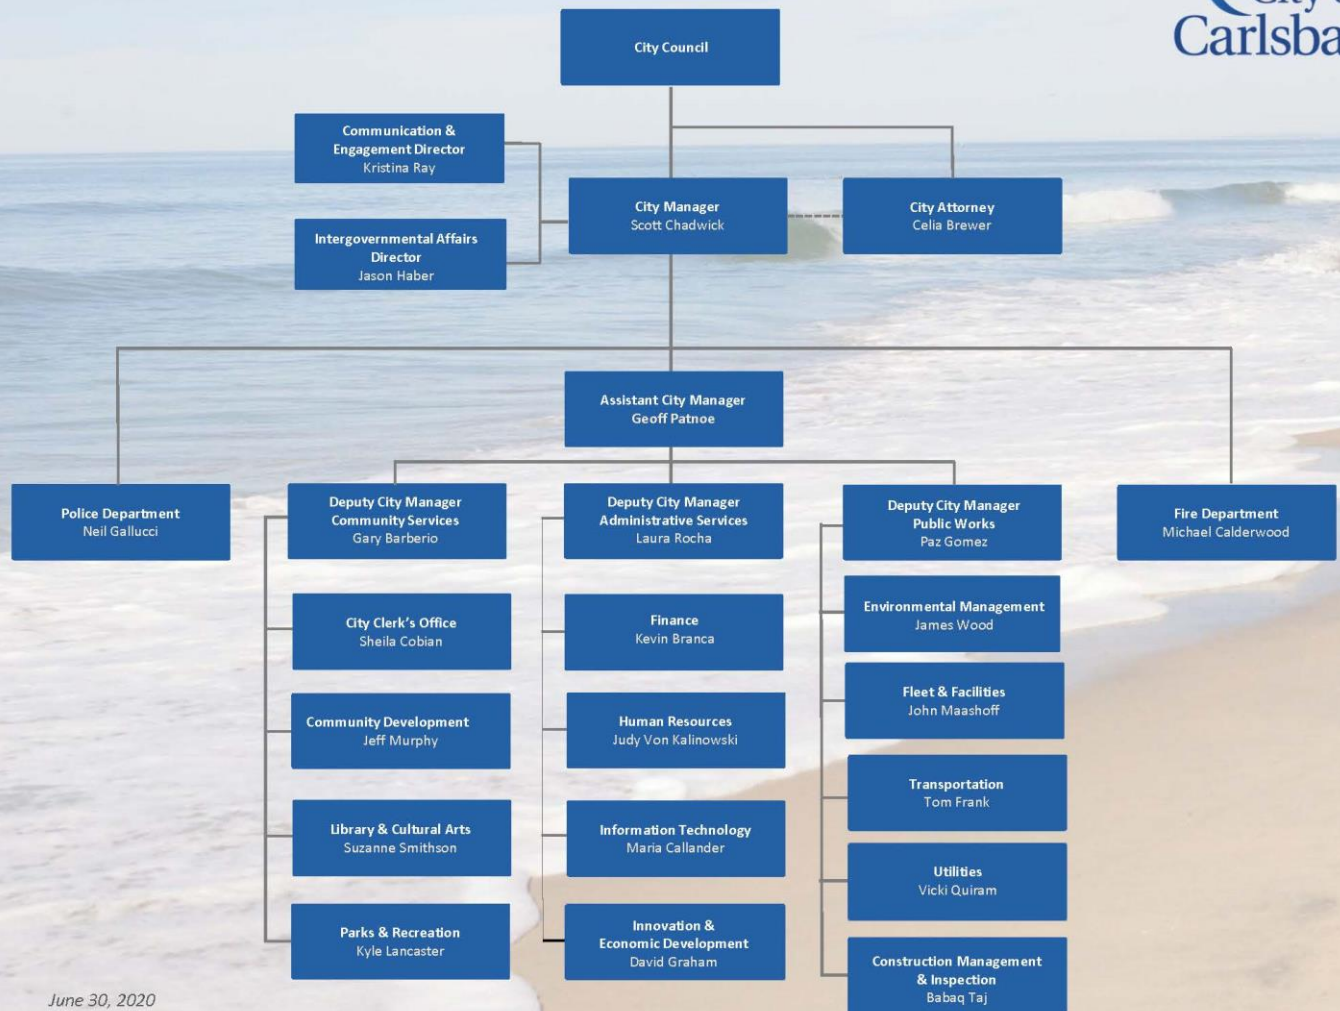 City Council
Carlsba
Communication &
Engagement Director
Kristina Ray
Intergovernmental Affairs
Director
Jason Haber
City Manager
Scott Chadwick
City Attorney
Celia Brewer
Assistant City Manager
Geoff Patnoe
Police Department
Neil Gallucci
Deputy City Manager
Community Services
Gary Barberio
Deputy City Manager
Administrative Services
Laura Rocha
Deputy City Manager
Public Works
Paz Gomez
Fire Department
Michael Calderwood
City Clerk's Office
Sheila Cobian
Community Development
Jeff Murphy
Library & Cultural Arts
Suzanne Smithson
Parks & Recreation
Kyle Lancaster
Finance
Kevin Branca
Human Resources
Judy Von Kalinowski
Information Technology
Maria Callander
Innovation &
Economic Development
David Graham
Environmental Management
James Wood
Fleet & Facilities
John Maashoff
Transportation
Tom Frank
Utilities
Vicki Quiram
Construction Management
& Inspection
Babaq Taj
June 30, 2020